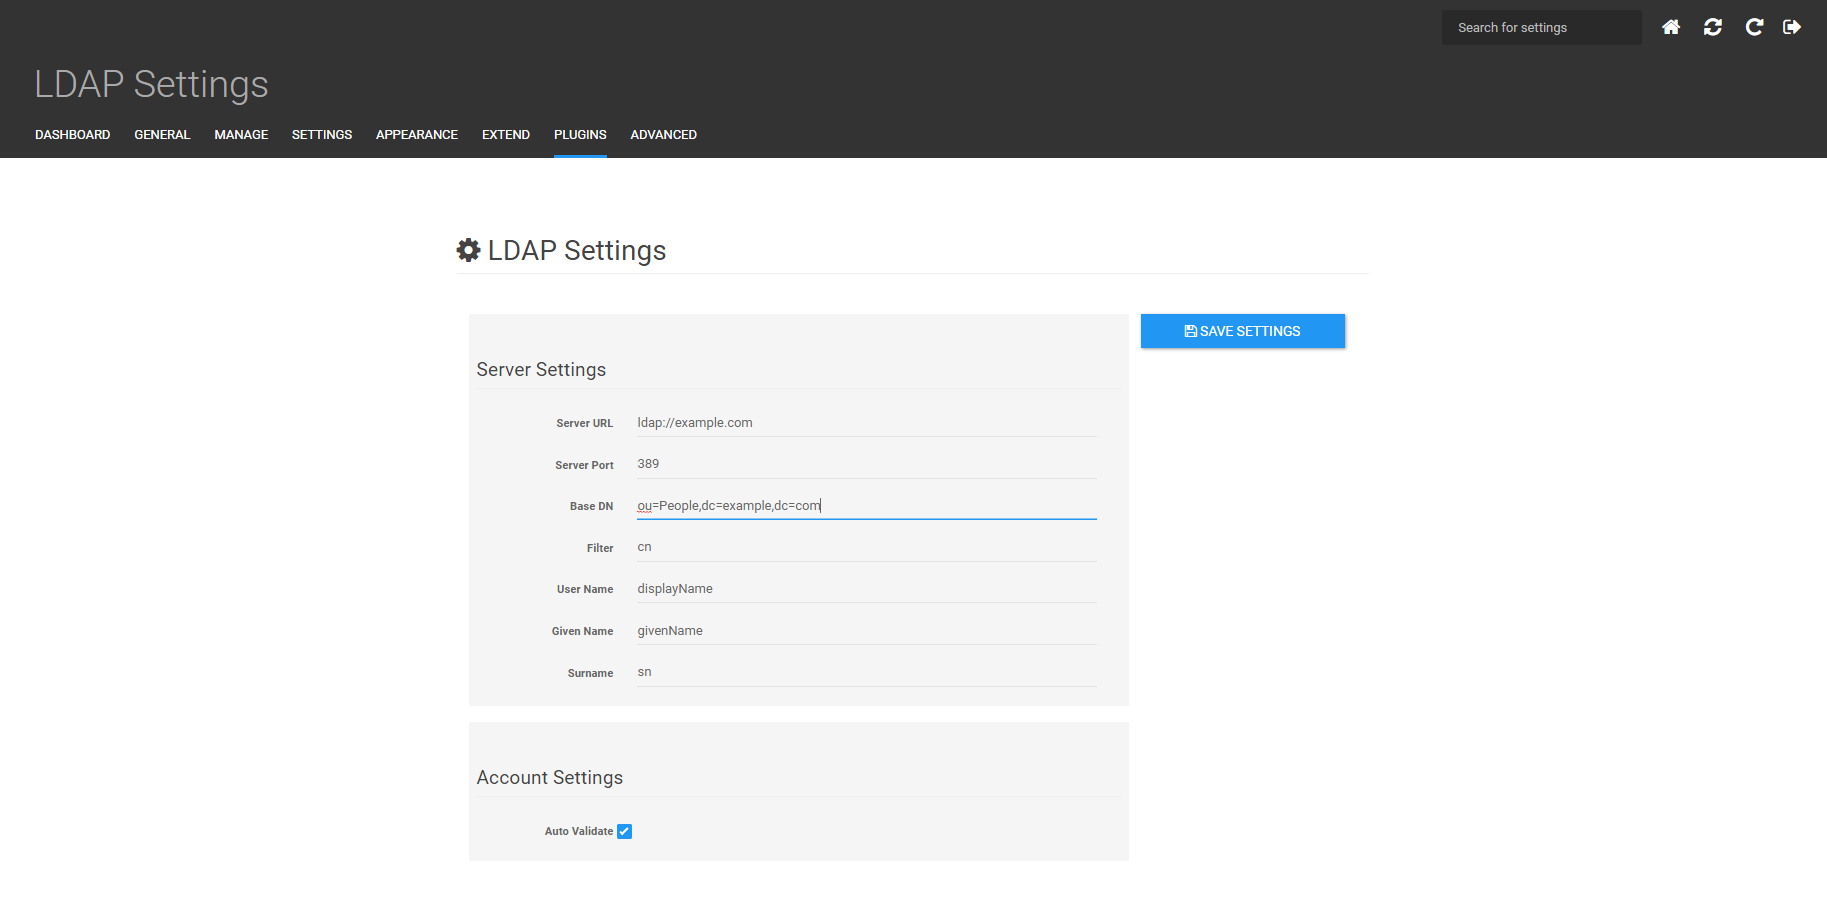 Search for settings
LDAP Settings
DASHBOARD GENERAL MANAGE SETTINGS APPEARANCE EXTEND PLUGINS ADVANCED
LDAP Settings
SAVE SETTINGS
Server Settings
Server URL ldap://example.com
Server Port 389
Base DN ou=People,dc=example,dc=com
Filter cn
User Name displayName
Given Name givenName
Surname sn
Account Settings
Auto Validate